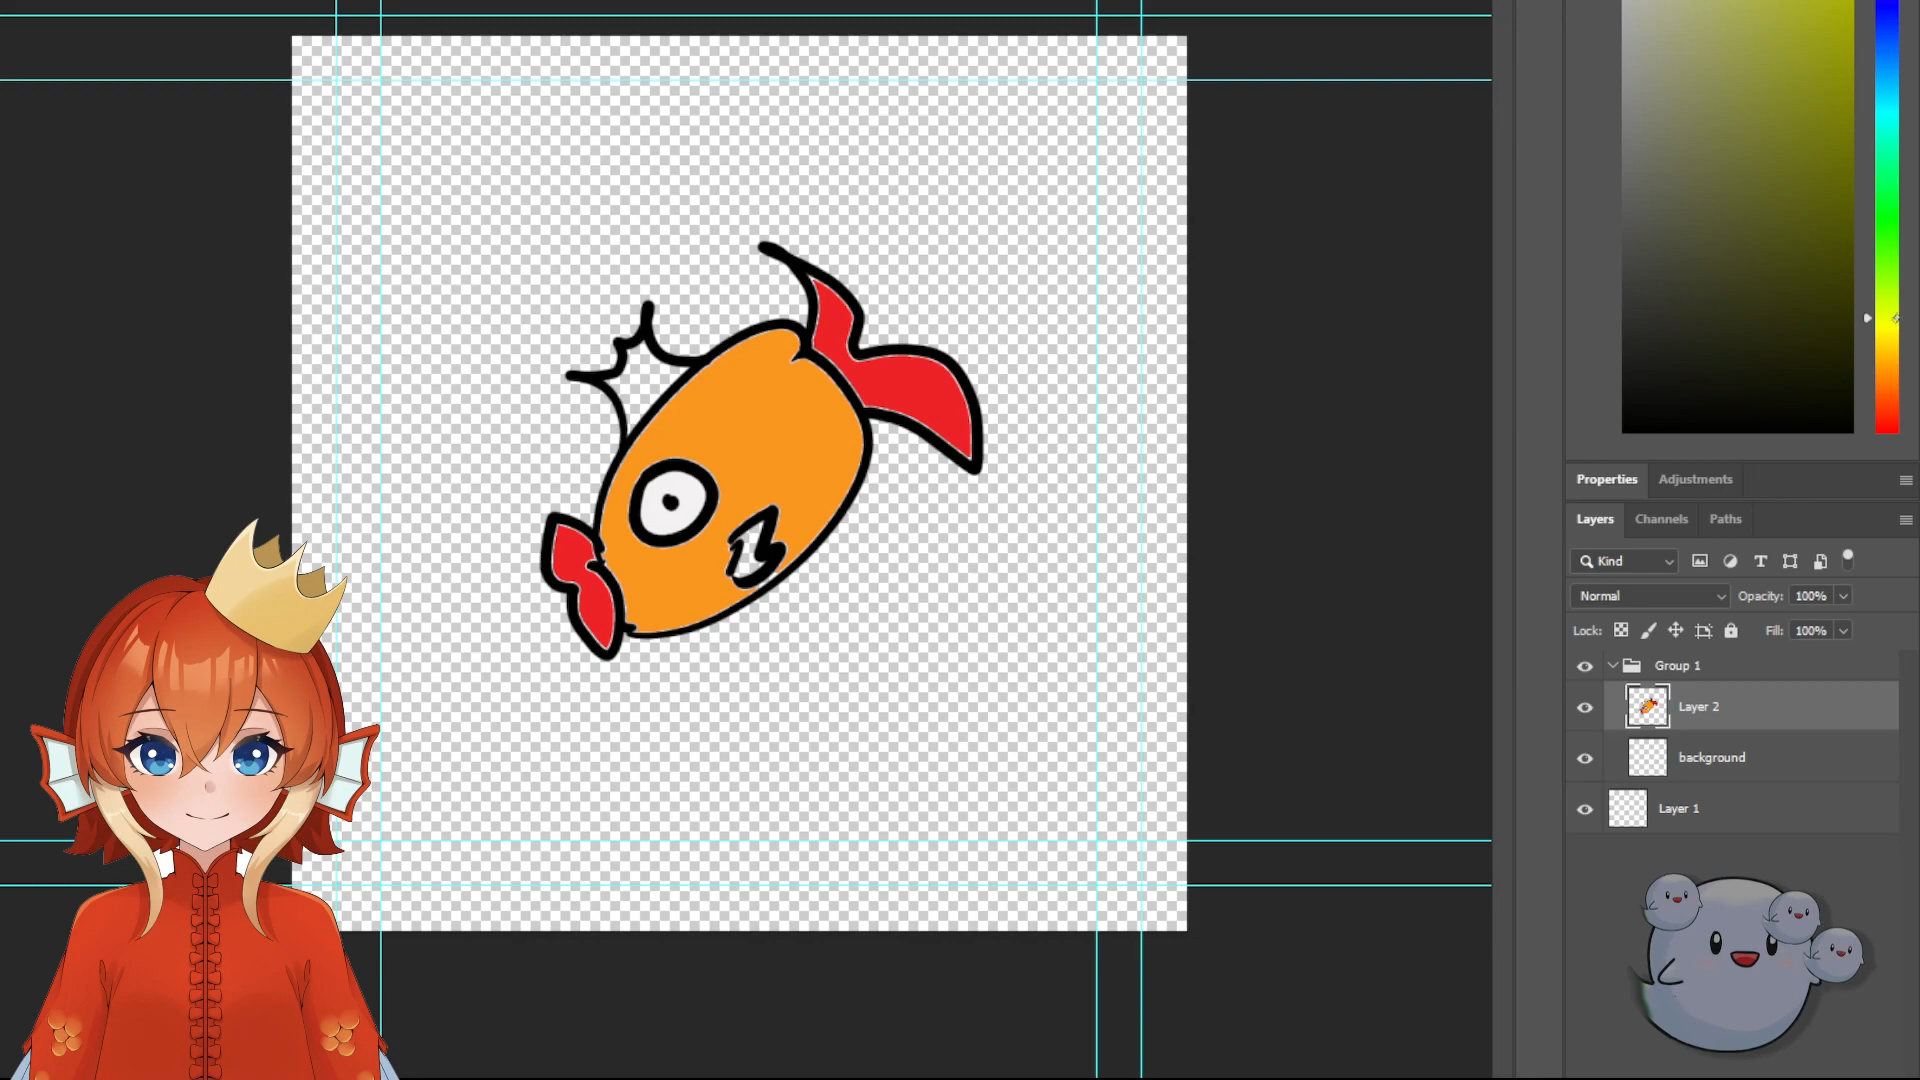 Properties Adjustments
Layers Channels Paths
Kind
Normal Opacity: 100%
Lock: Fill: 100%
Group 1
Layer 2
background
Layer 1